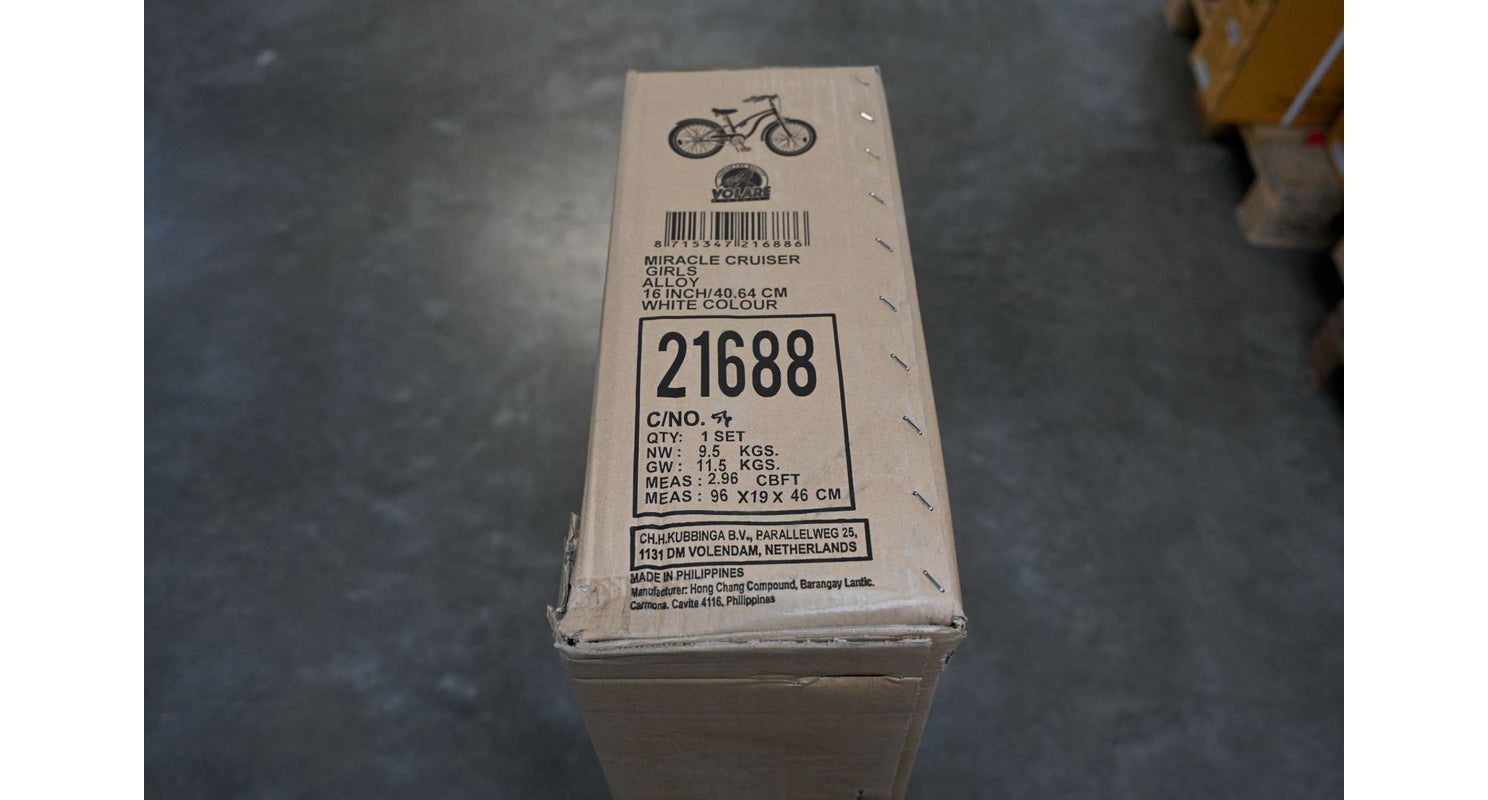 VOLARE
8 715347 216886
MIRACLE CRUISER
GIRLS
ALLOY
16 INCH/40.64 CM
WHITE COLOUR
21688
C/NO.
QTY: 1 SET
NW : 9.5 KGS.
GW : 11.5 KGS.
MEAS : 2.96 CBFT
MEAS : 96 X19 X 46 CM
CH.H.KUBBINGA B.V., PARALLELWEG 25,
1131 DM VOLENDAM, NETHERLANDS
MADE IN PHILIPPINES
Manufacturer: Hong Chang Compound, Barangay Lantic.
Carmona. Cavite 4116, Philippines